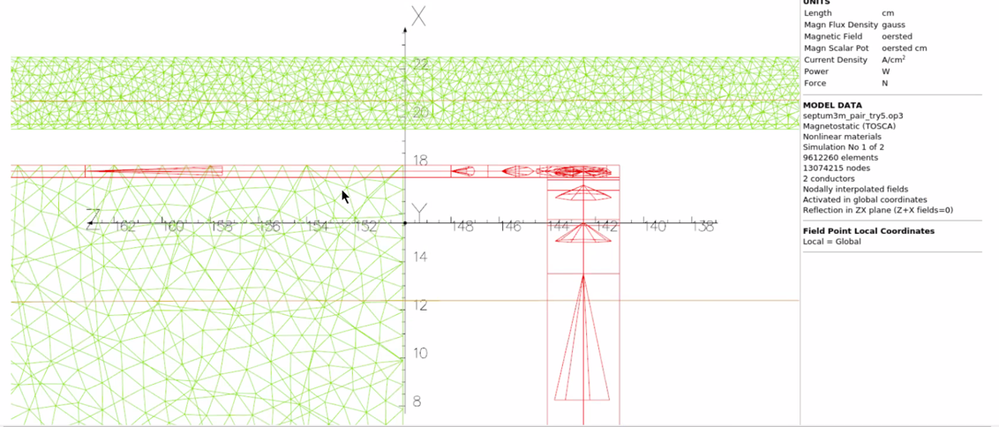 X
UNITS
Length cm
Magn Flux Density gauss
Magnetic Field oersted
Magn Scalar Pot oersted cm
Current Density A/cm²
Power W
Force N
MODEL DATA
septum3m_pair_try5.op3
Magnetostatic (TOSCA)
Nonlinear materials
Simulation No 1 of 2
9612260 elements
13074215 nodes
2 conductors
Nodally interpolated fields
Activated in global coordinates
Reflection in ZX plane (Z+X fields=0)
Field Point Local Coordinates
Local = Global
22
20
18
Y
Z 162 160 158 156 154 152 148 146 144 142 140 138
14
12
10
8